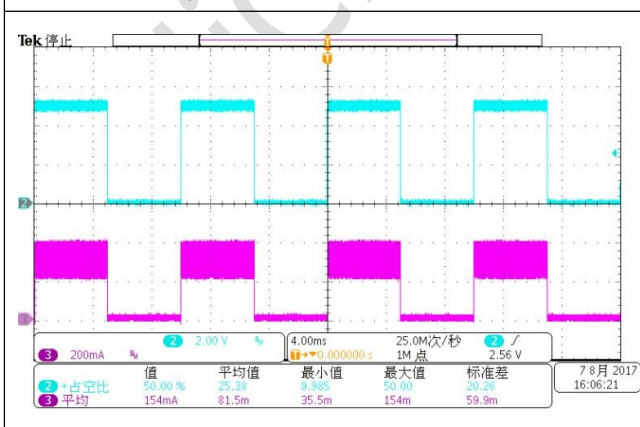 Tek 停止
T
T
2
3
2 2.00 V
3 200mA
4.00ms
T→▼0.000000 s
25.0M次/秒
1M 点
2 ∫
2.56 V
值 平均值 最小值 最大值 标准差
2 +占空比 50.00 % 25.38 9.985 50.00 20.26
3 平均 154mA 81.5m 35.5m 154m 59.9m
7 8月 2017
16:06:21